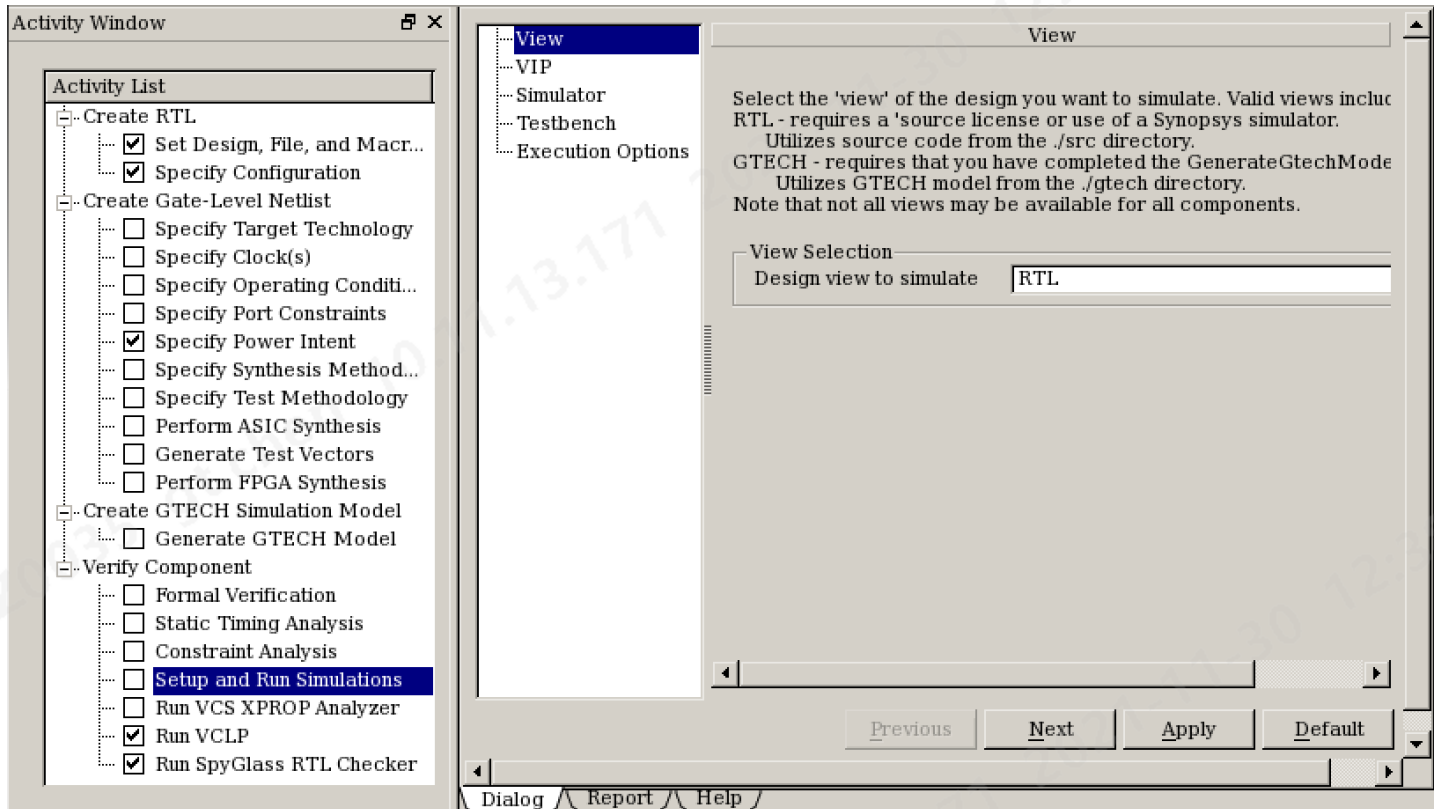 Activity Window
Activity List
Create RTL
Set Design, File, and Macr...
Specify Configuration
Create Gate-Level Netlist
Specify Target Technology
Specify Clock(s)
Specify Operating Conditi...
Specify Port Constraints
Specify Power Intent
Specify Synthesis Method...
Specify Test Methodology
Perform ASIC Synthesis
Generate Test Vectors
Perform FPGA Synthesis
Create GTECH Simulation Model
Generate GTECH Model
Verify Component
Formal Verification
Static Timing Analysis
Constraint Analysis
Setup and Run Simulations
Run VCS XPROP Analyzer
Run VCLP
Run SpyGlass RTL Checker
View
VIP
Simulator
Testbench
Execution Options
View
Select the 'view' of the design you want to simulate. Valid views includ
RTL - requires a 'source license or use of a Synopsys simulator.
Utilizes source code from the ./src directory.
GTECH - requires that you have completed the GenerateGtechMode
Utilizes GTECH model from the ./gtech directory.
Note that not all views may be available for all components.
View Selection
Design view to simulate RTL
Previous Next Apply Default
Dialog Report Help